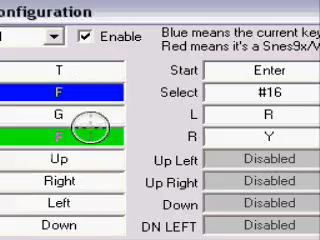 onfiguration
Enable
Blue means the current key
Red means it's a Snes9x/V
T
Start
Enter
F
Select
#16
G
L
R
F
R
Y
Up
Up Left
Disabled
Right
Up Right
Disabled
Left
Down
Disabled
Down
DN LEFT
Disabled